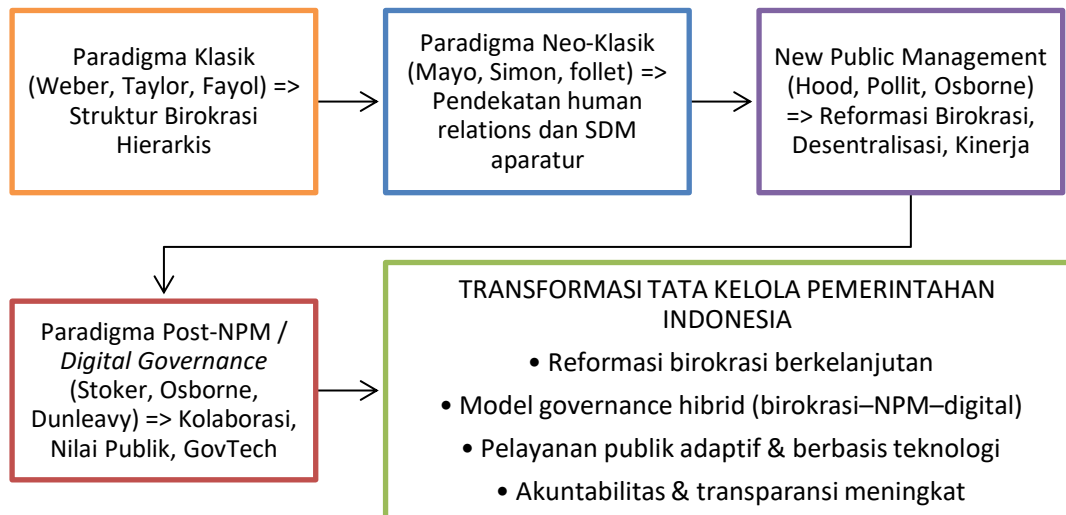 Paradigma Klasik
(Weber, Taylor, Fayol) =>
Struktur Birokrasi
Hierarkis
Paradigma Neo-Klasik
(Mayo, Simon, follet) =>
Pendekatan human
relations dan SDM
aparatur
New Public Management
(Hood, Pollit, Osborne)
=> Reformasi Birokrasi,
Desentralisasi, Kinerja
Paradigma Post-NPM /
Digital Governance
(Stoker, Osborne,
Dunleavy) => Kolaborasi,
Nilai Publik, GovTech
TRANSFORMASI TATA KELOLA PEMERINTAHAN
INDONESIA
• Reformasi birokrasi berkelanjutan
• Model governance hibrid (birokrasi–NPM–digital)
• Pelayanan publik adaptif & berbasis teknologi
• Akuntabilitas & transparansi meningkat